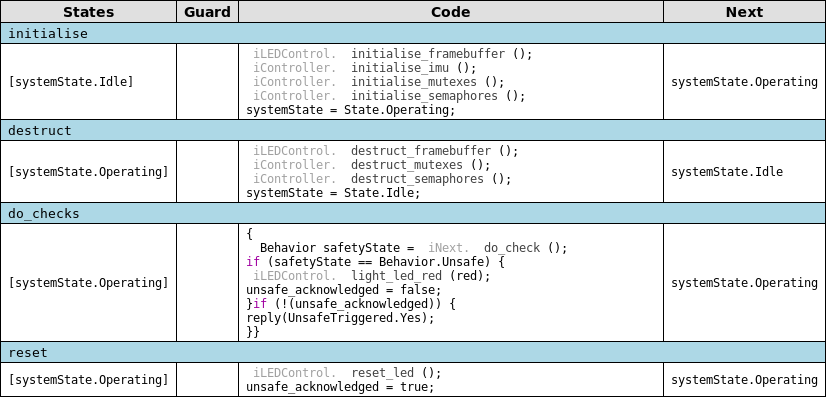 States Guard Code Next
initialise
[systemState.Idle]
iLEDControl. initialise_framebuffer ();
iController. initialise_imu ();
iController. initialise_mutexes ();
iController. initialise_semaphores ();
systemState = State.Operating;
systemState.Operating
destruct
[systemState.Operating]
iLEDControl. destruct_framebuffer ();
iController. destruct_mutexes ();
iController. destruct_semaphores ();
systemState = State.Idle;
systemState.Idle
do_checks
[systemState.Operating]
{
Behavior safetyState = iNext. do_check ();
if (safetyState == Behavior.Unsafe) {
iLEDControl. light_led_red (red);
unsafe_acknowledged = false;
}if (!(unsafe_acknowledged)) {
reply(UnsafeTriggered.Yes);
}}
systemState.Operating
reset
[systemState.Operating]
iLEDControl. reset_led ();
unsafe_acknowledged = true;
systemState.Operating